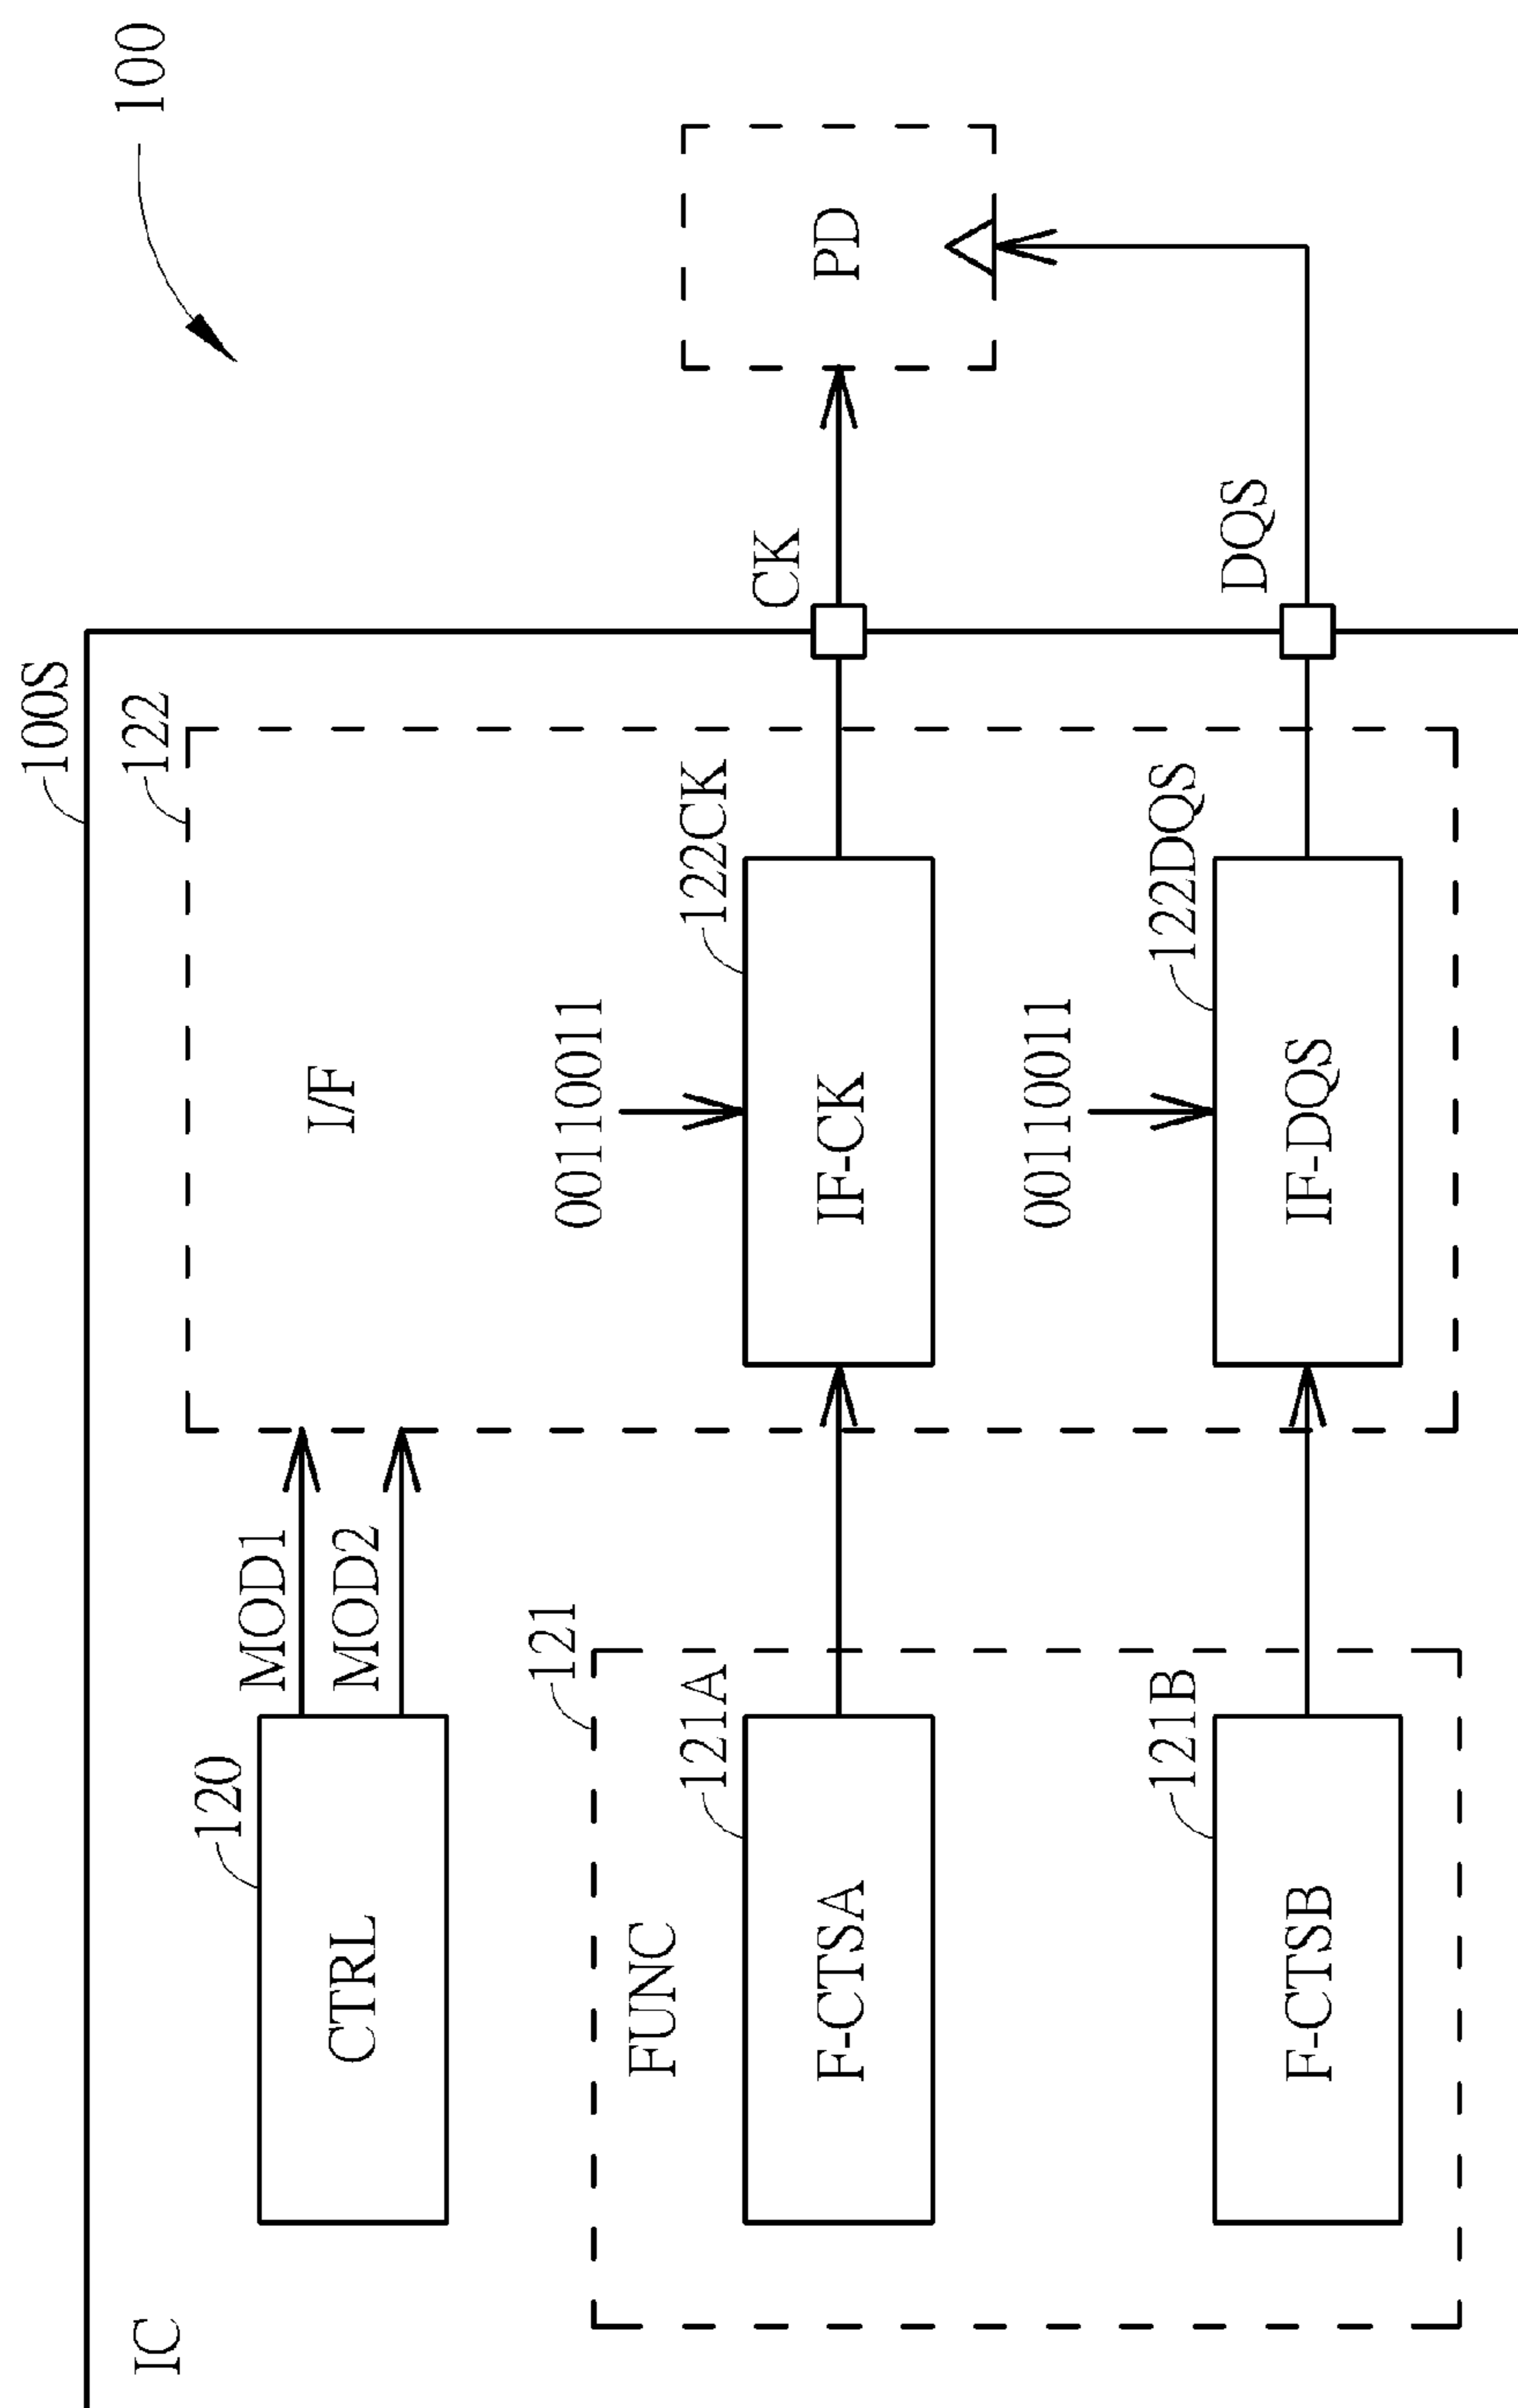 100
100S
IC
120
CTRL
MOD1
MOD2
122
I/F
121
FUNC
121A
F-CTSA
00110011
122CK
IF-CK
CK
PD
121B
F-CTSB
00110011
122DQS
IF-DQS
DQS